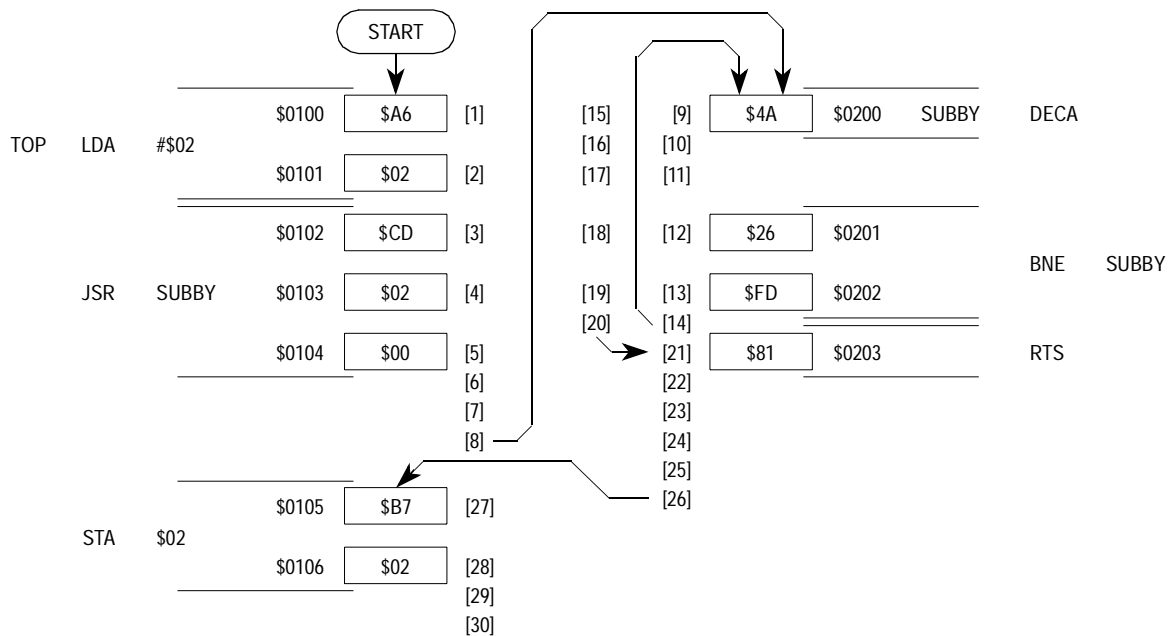 START
$0100 $A6 [1] [15] [9] $4A $0200 SUBBY DECA
TOP LDA #$02 [16] [10]
$0101 $02 [2] [17] [11]
$0102 $CD [3] [18] [12] $26 $0201
BNE SUBBY
JSR SUBBY $0103 $02 [4] [19] [13] $FD $0202
[20] [14]
$0104 $00 [5] [21] $81 $0203 RTS
[6] [22]
[7] [23]
[8] [24]
[25]
$0105 $B7 [27] [26]
STA $02
$0106 $02 [28]
[29]
[30]